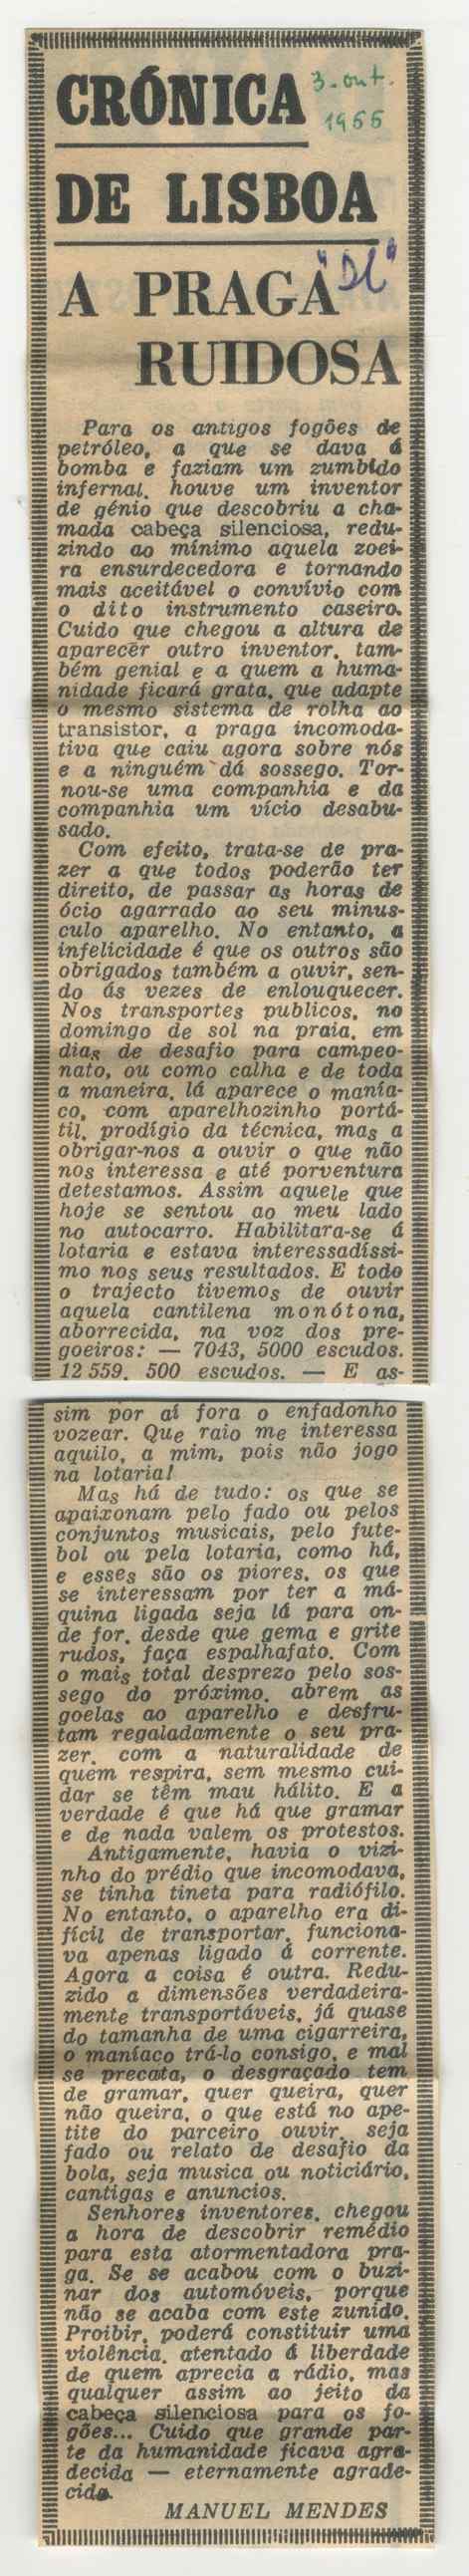 CRÓNICA
3-out.
1966
DE LISBOA
"DL"
A PRAGA
RUIDOSA
Para os antigos fogões de
petróleo, a que se dava á
bomba e faziam um zumbido
infernal, houve um inventor
de génio que descobriu a cha-
mada cabeça silenciosa, redu-
zindo ao mínimo aquela zoei-
ra ensurdecedora e tornando
mais aceitável o convívio com
o dito instrumento caseiro.
Cuido que chegou a altura de
aparecer outro inventor, tam-
bém genial e a quem a huma-
nidade ficará grata, que adapte
o mesmo sistema de rolha ao
transistor, a praga incomoda-
tiva que caiu agora sobre nós
e a ninguém dá sossego. Tor-
nou-se uma companhia e da
companhia um vício desabu-
sado.
Com efeito, trata-se de pra-
zer a que todos poderão ter
direito, de passar as horas de
ócio agarrado ao seu minus-
culo aparelho. No entanto, a
infelicidade é que os outros são
obrigados também a ouvir, sen-
do ás vezes de enlouquecer.
Nos transportes publicos, no
domingo de sol na praia, em
dias de desafio para campeo-
nato, ou como calha e de toda
a maneira, lá aparece o manía-
co, com aparelhozinho portá-
til, prodígio da técnica, mas a
obrigar-nos a ouvir o que não
nos interessa e até porventura
detestamos. Assim aquele que
hoje se sentou ao meu lado
no autocarro. Habilitara-se á
lotaria e estava interessadíssi-
mo nos seus resultados. E todo
o trajecto tivemos de ouvir
aquela cantilena monótona,
aborrecida, na voz dos pre-
goeiros: — 7043, 5000 escudos.
12 559, 500 escudos. — E as-
sim por aí fora o enfadonho
vozear. Que raio me interessa
aquilo, a mim, pois não jogo
na lotaria!
Mas há de tudo: os que se
apaixonam pelo fado ou pelos
conjuntos musicais, pelo fute-
bol ou pela lotaria, como há,
e esses são os piores, os que
se interessam por ter a má-
quina ligada seja lá para on-
de for, desde que gema e grite
rudos, faça espalhafato. Com
o mais total desprezo pelo sos-
sego do próximo, abrem as
goelas ao aparelho e desfru-
tam regaladamente o seu pra-
zer, com a naturalidade de
quem respira, sem mesmo cui-
dar se têm mau hálito. E a
verdade é que há que gramar
e de nada valem os protestos.
Antigamente, havia o vizi-
nho do prédio que incomodava,
se tinha tineta para radiófilo.
No entanto, o aparelho era di-
fícil de transportar, funciona-
va apenas ligado á corrente.
Agora a coisa é outra. Redu-
zido a dimensões verdadeira-
mente transportáveis, já quase
do tamanha de uma cigarreira,
o maníaco trá-lo consigo, e mal
se precata, o desgraçado tem
de gramar, quer queira, quer
não queira, o que está no ape-
tite do parceiro ouvir, seja
fado ou relato de desafio da
bola, seja musica ou noticiário,
cantigas e anuncios.
Senhores inventores, chegou
a hora de descobrir remédio
para esta atormentadora pra-
ga. Se se acabou com o buzi-
nar dos automóveis, porque
não se acaba com este zunido.
Proibir, poderá constituir uma
violência, atentado á liberdade
de quem aprecia a rádio, mas
qualquer assim ao jeito da
cabeça silenciosa para os fo-
gões... Cuido que grande par-
te da humanidade ficava agra-
decida — eternamente agrade-
cida.
MANUEL MENDES